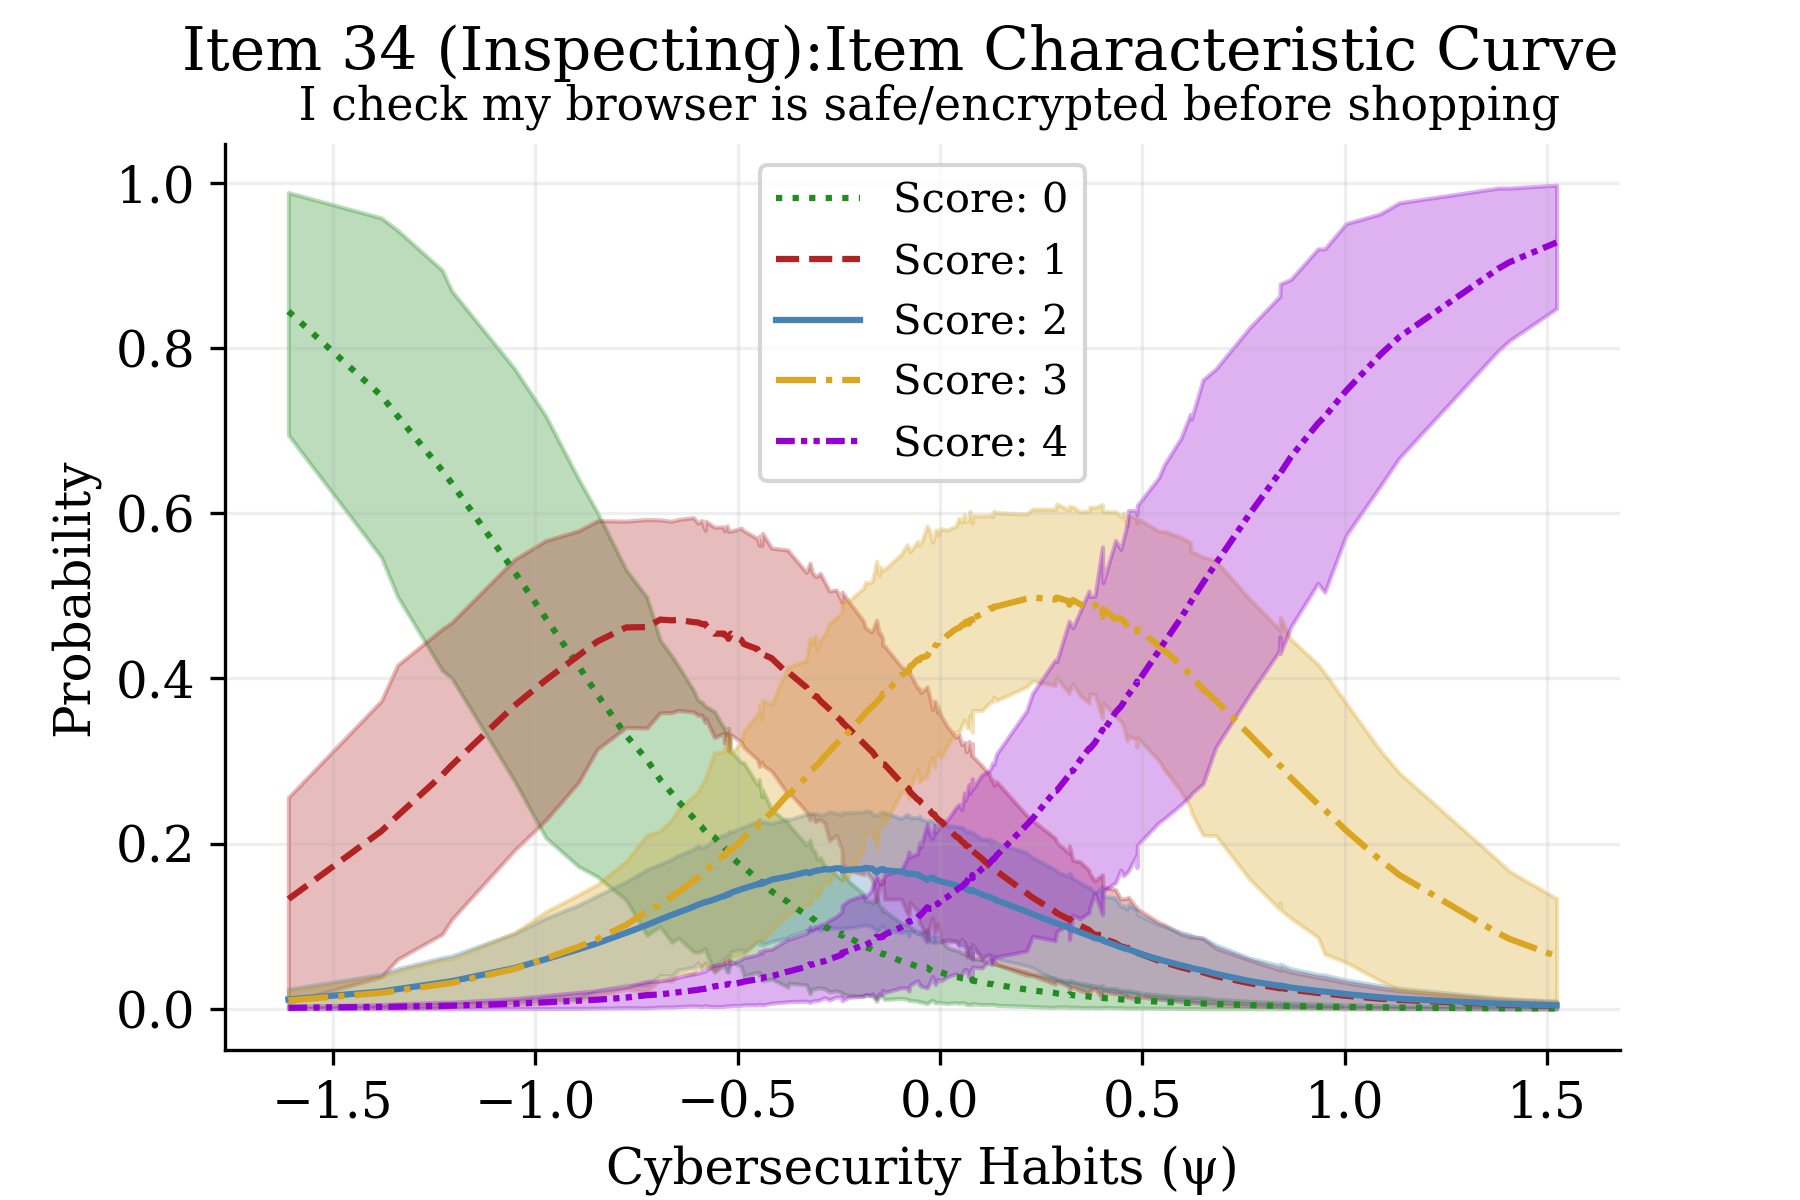 Item 34 (Inspecting):Item Characteristic Curve
I check my browser is safe/encrypted before shopping
Score: 0
Score: 1
Score: 2
Score: 3
Score: 4
1.0
0.8
0.6
0.4
0.2
0.0
Probability
−1.5 −1.0 −0.5 0.0 0.5 1.0 1.5
Cybersecurity Habits (ψ)